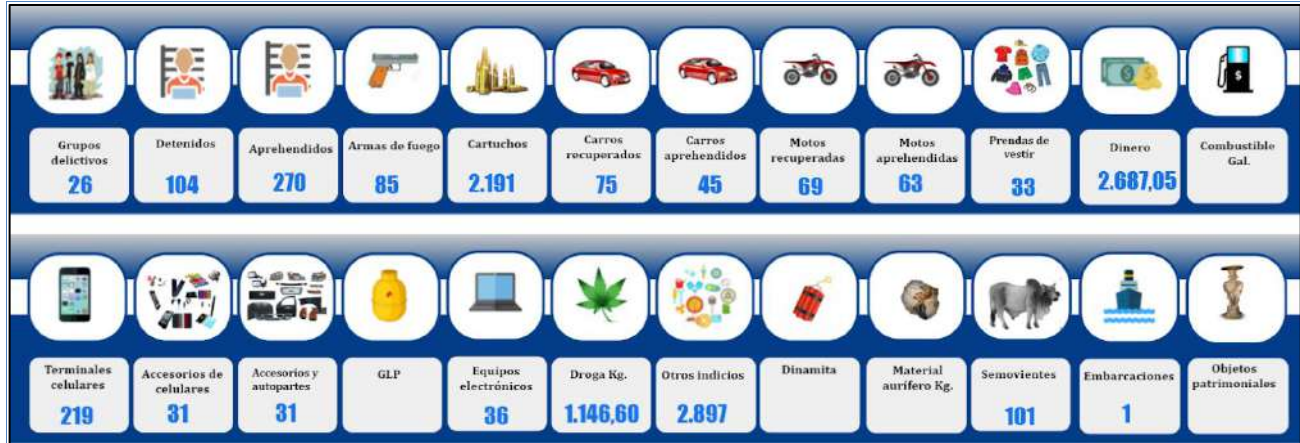 Grupos
delictivos
26
Detenidos
104
Aprehendidos
270
Armas de fuego
85
Cartuchos
2.191
Carros
recuperados
75
Carros
aprehendidos
45
Motos
recuperadas
69
Motos
aprehendidas
63
Prendas de
vestir
33
Dinero
2.687,05
Combustible
Gal.
Terminales
celulares
219
Accesorios de
celulares
31
Accesorios y
autopartes
31
GLP
Equipos
electrónicos
36
Droga Kg.
1.146,60
Otros indicios
2.897
Dinamita
Material
aurífero Kg.
Semovientes
101
Embarcaciones
1
Objetos
patrimoniales